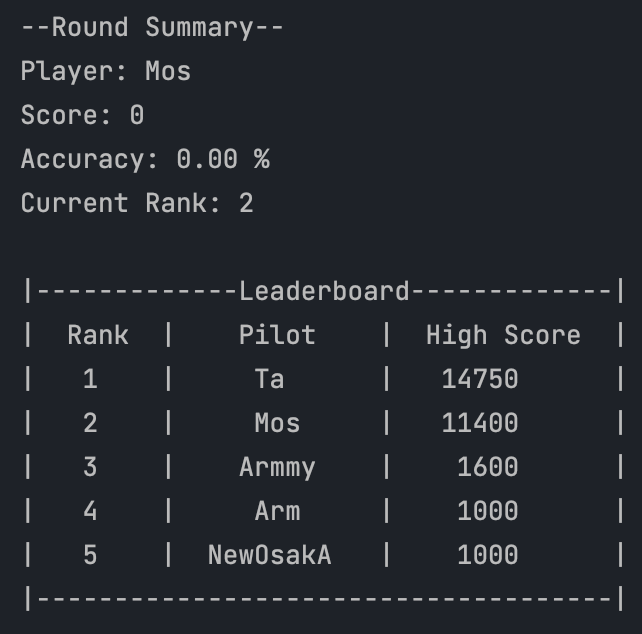 --Round Summary--
Player: Mos
Score: 0
Accuracy: 0.00 %
Current Rank: 2
|-------------Leaderboard-------------|
|  Rank  |    Pilot    |  High Score  |
|   1    |     Ta      |   14750      |
|   2    |     Mos     |   11400      |
|   3    |    Armmy    |    1600      |
|   4    |     Arm     |    1000      |
|   5    |  NewOsakA   |    1000      |
|-------------------------------------|